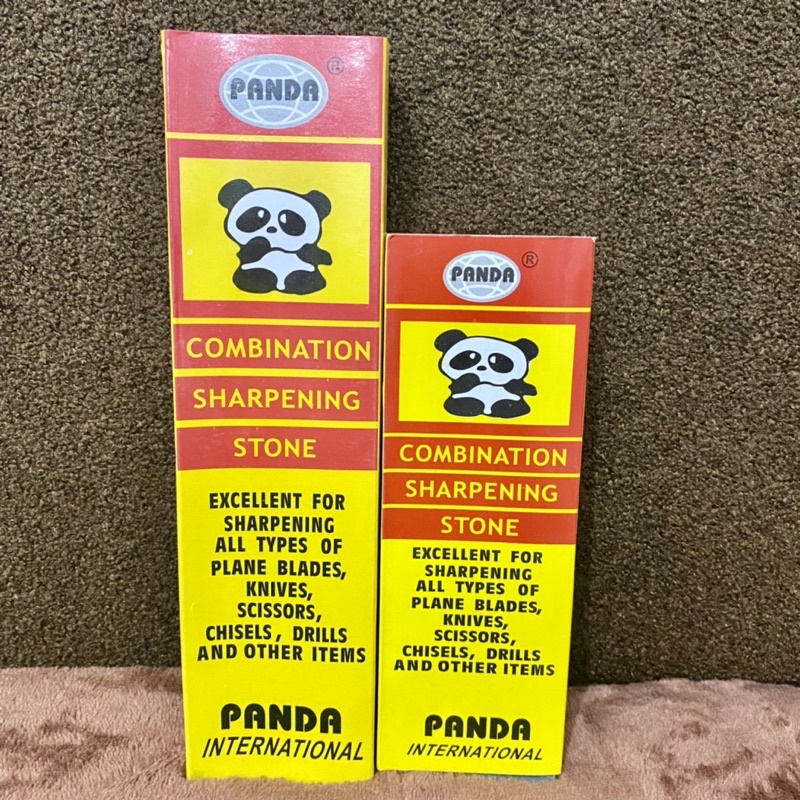 PANDA ®
COMBINATION
SHARPENING
STONE
EXCELLENT FOR
SHARPENING
ALL TYPES OF
PLANE BLADES,
KNIVES,
SCISSORS,
CHISELS, DRILLS
AND OTHER ITEMS
PANDA
INTERNATIONAL
PANDA ®
COMBINATION
SHARPENING
STONE
EXCELLENT FOR
SHARPENING
ALL TYPES OF
PLANE BLADES,
KNIVES,
SCISSORS,
CHISELS, DRILLS
AND OTHER ITEMS
PANDA
INTERNATIONAL